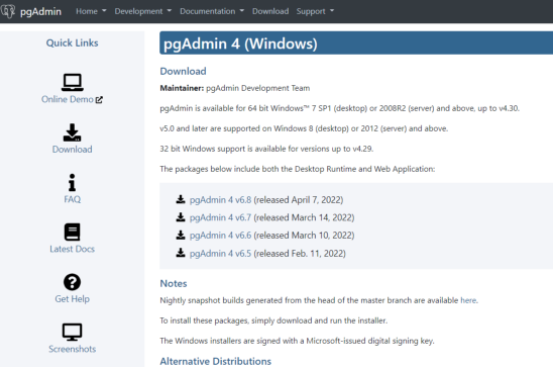 pgAdmin Home Development Documentation Download Support
Quick Links
Online Demo
Download
FAQ
Latest Docs
Get Help
Screenshots
pgAdmin 4 (Windows)
Download
Maintainer: pgAdmin Development Team
pgAdmin is available for 64 bit Windows™ 7 SP1 (desktop) or 2008R2 (server) and above, up to v4.30.
v5.0 and later are supported on Windows 8 (desktop) or 2012 (server) and above.
32 bit Windows support is available for versions up to v4.29.
The packages below include both the Desktop Runtime and Web Application:
pgAdmin 4 v6.8 (released April 7, 2022)
pgAdmin 4 v6.7 (released March 14, 2022)
pgAdmin 4 v6.6 (released March 10, 2022)
pgAdmin 4 v6.5 (released Feb. 11, 2022)
Notes
Nightly snapshot builds generated from the head of the master branch are available here.
To install these packages, simply download and run the installer.
The Windows installers are signed with a Microsoft-issued digital signing key.
Alternative Distributions